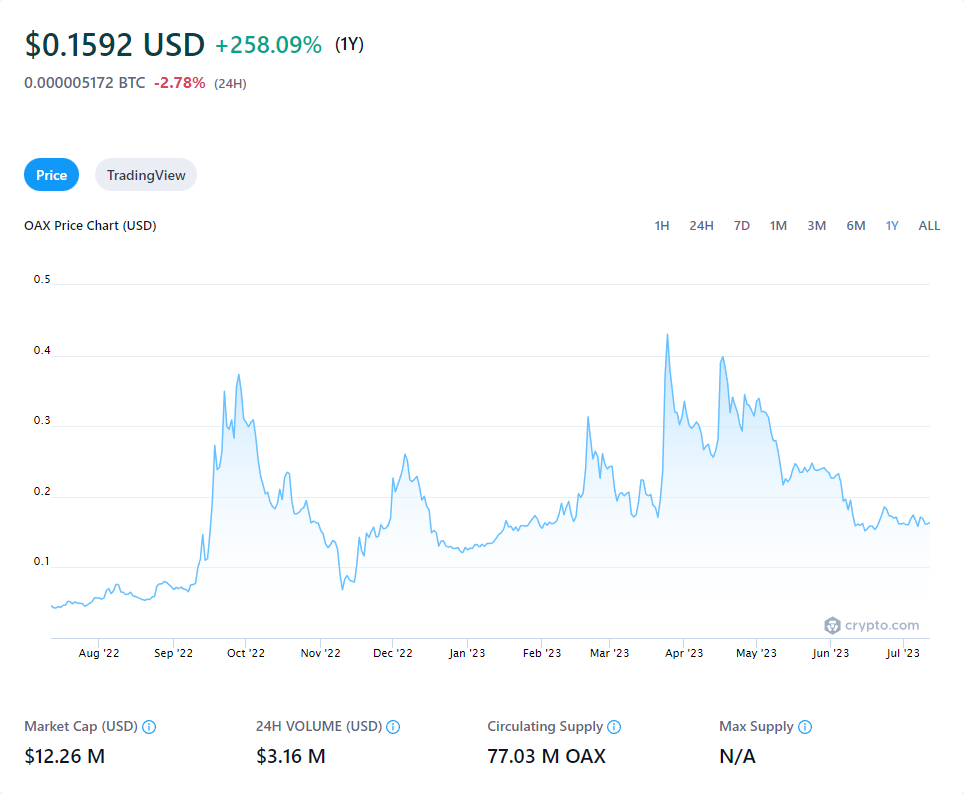 $0.1592 USD +258.09% (1Y)
0.000005172 BTC -2.78% (24H)
Price TradingView
OAX Price Chart (USD) 1H 24H 7D 1M 3M 6M 1Y ALL
0.5
0.4
0.3
0.2
0.1
crypto.com
Aug '22 Sep '22 Oct '22 Nov '22 Dec '22 Jan '23 Feb '23 Mar '23 Apr '23 May '23 Jun '23 Jul '23
Market Cap (USD) 24H VOLUME (USD) Circulating Supply Max Supply
$12.26 M $3.16 M 77.03 M OAX N/A